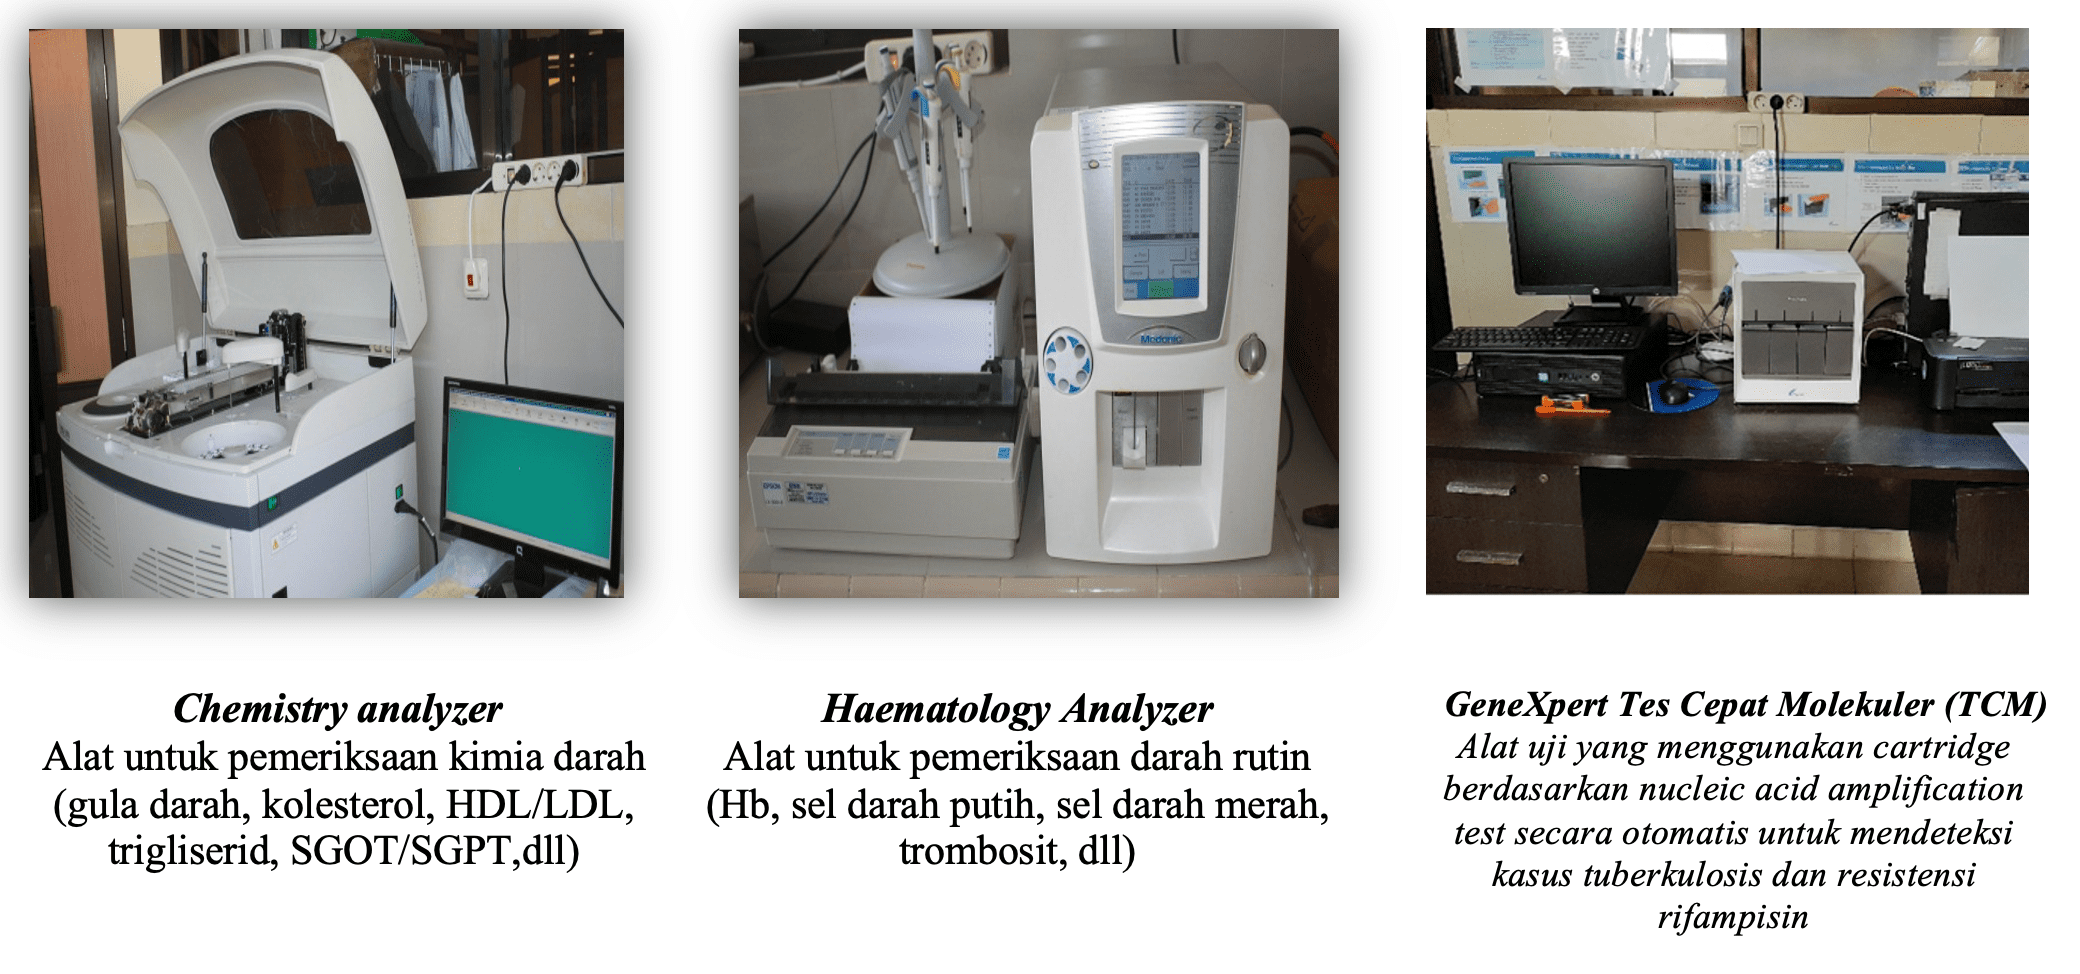 Medonic
EPSON
Chemistry analyzer
Alat untuk pemeriksaan kimia darah
(gula darah, kolesterol, HDL/LDL,
trigliserid, SGOT/SGPT,dll)
Haematology Analyzer
Alat untuk pemeriksaan darah rutin
(Hb, sel darah putih, sel darah merah,
trombosit, dll)
GeneXpert Tes Cepat Molekuler (TCM)
Alat uji yang menggunakan cartridge
berdasarkan nucleic acid amplification
test secara otomatis untuk mendeteksi
kasus tuberkulosis dan resistensi
rifampisin